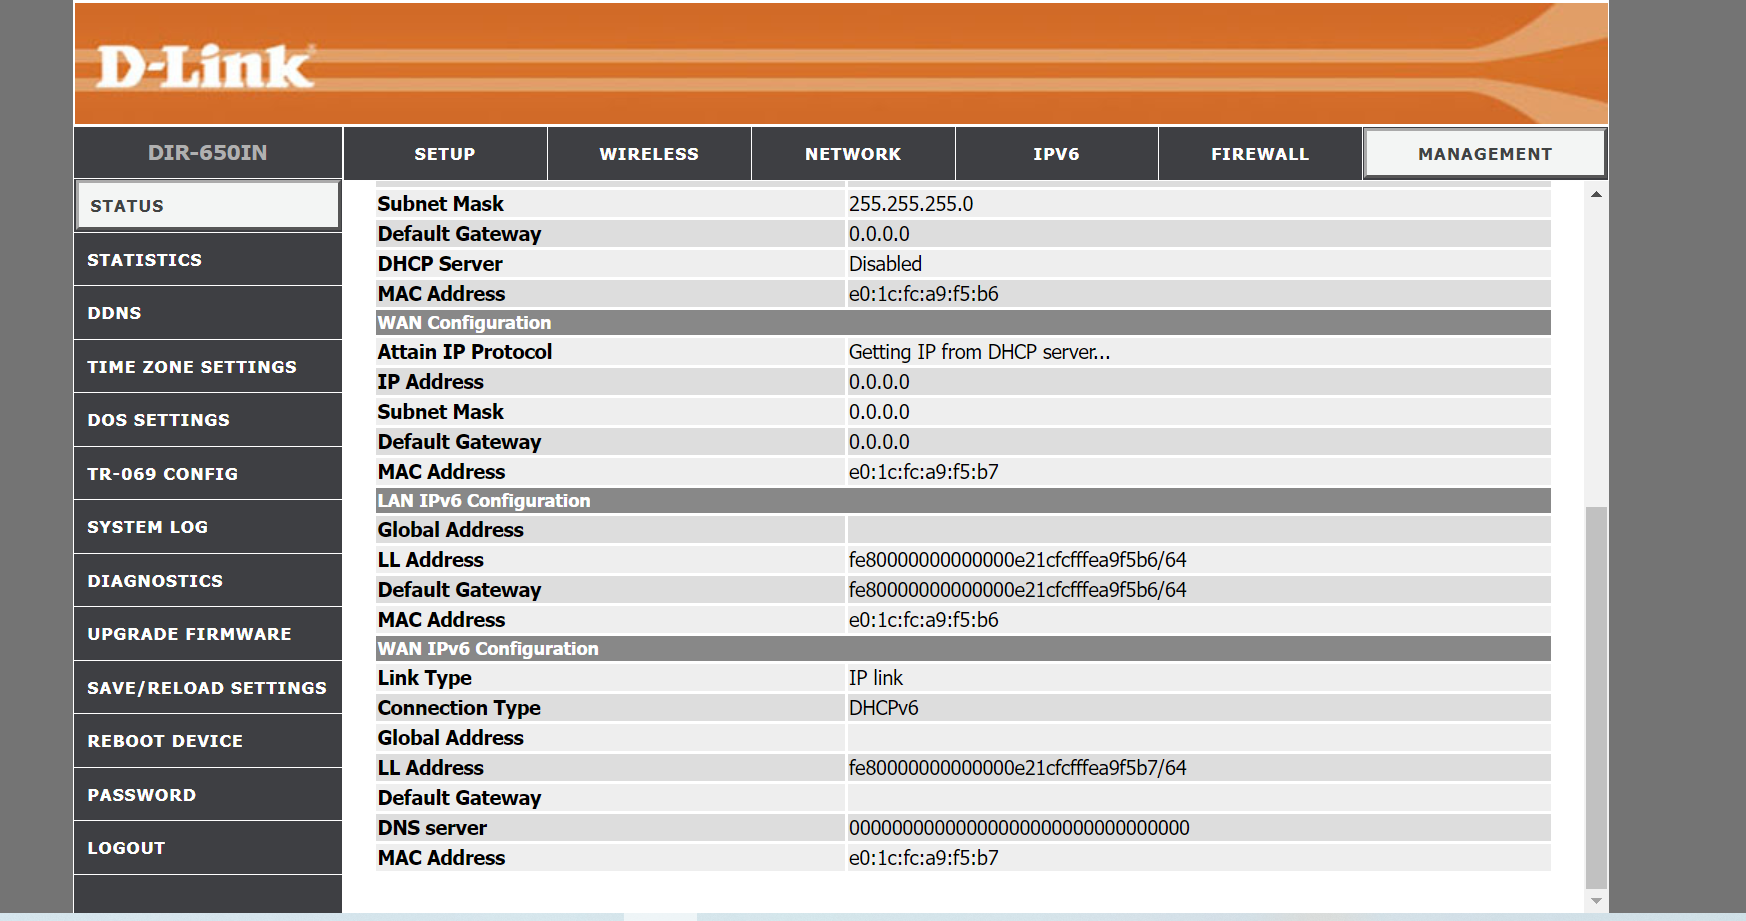 D-Link®
DIR-650IN
SETUP
WIRELESS
NETWORK
IPV6
FIREWALL
MANAGEMENT
STATUS
STATISTICS
DDNS
TIME ZONE SETTINGS
DOS SETTINGS
TR-069 CONFIG
SYSTEM LOG
DIAGNOSTICS
UPGRADE FIRMWARE
SAVE/RELOAD SETTINGS
REBOOT DEVICE
PASSWORD
LOGOUT
Subnet Mask 255.255.255.0
Default Gateway 0.0.0.0
DHCP Server Disabled
MAC Address e0:1c:fc:a9:f5:b6
WAN Configuration
Attain IP Protocol Getting IP from DHCP server...
IP Address 0.0.0.0
Subnet Mask 0.0.0.0
Default Gateway 0.0.0.0
MAC Address e0:1c:fc:a9:f5:b7
LAN IPv6 Configuration
Global Address
LL Address fe80000000000000e21cfcfffea9f5b6/64
Default Gateway fe80000000000000e21cfcfffea9f5b6/64
MAC Address e0:1c:fc:a9:f5:b6
WAN IPv6 Configuration
Link Type IP link
Connection Type DHCPv6
Global Address
LL Address fe80000000000000e21cfcfffea9f5b7/64
Default Gateway
DNS server 00000000000000000000000000000000
MAC Address e0:1c:fc:a9:f5:b7